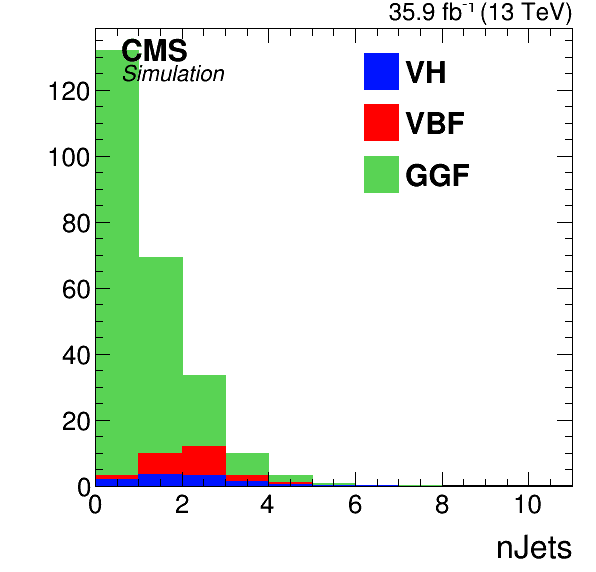 35.9 fb⁻¹ (13 TeV)
CMS
Simulation
VH
VBF
GGF
120
100
80
60
40
20
0
0 2 4 6 8 10
nJets